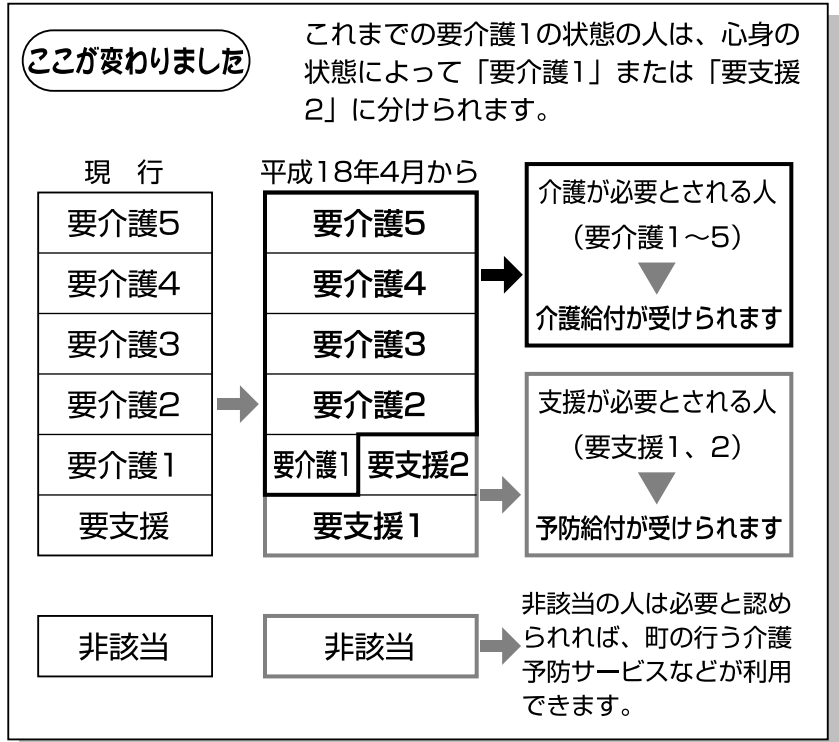 ここが変わりました
これまでの要介護1の状態の人は、心身の
状態によって「要介護1」または「要支援
2」に分けられます。
現 行
要介護5
要介護4
要介護3
要介護2
要介護1
要支援
非該当
平成18年4月から
要介護5
要介護4
要介護3
要介護2
要介護1 要支援2
要支援1
非該当
介護が必要とされる人
（要介護1～5）
介護給付が受けられます
支援が必要とされる人
（要支援1、2）
予防給付が受けられます
非該当の人は必要と認め
られれば、町の行う介護
予防サービスなどが利用
できます。